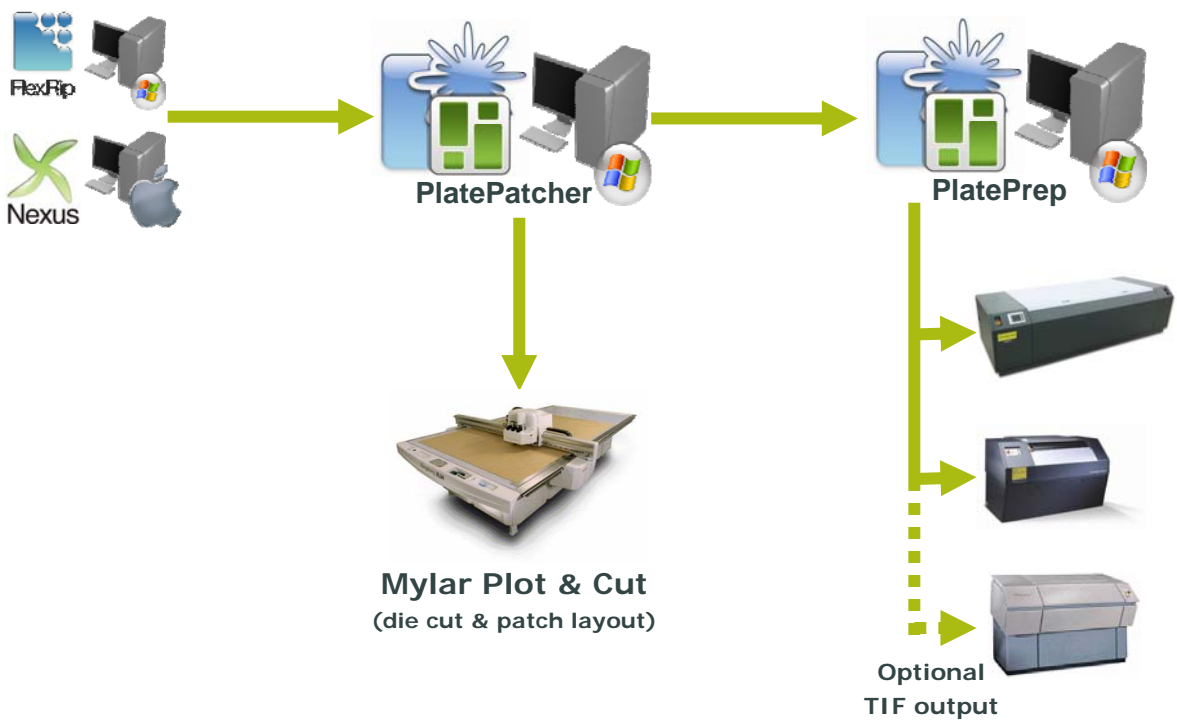 FlexRip
Nexus
PlatePatcher
PlatePrep
Mylar Plot & Cut
(die cut & patch layout)
Optional
TIF output